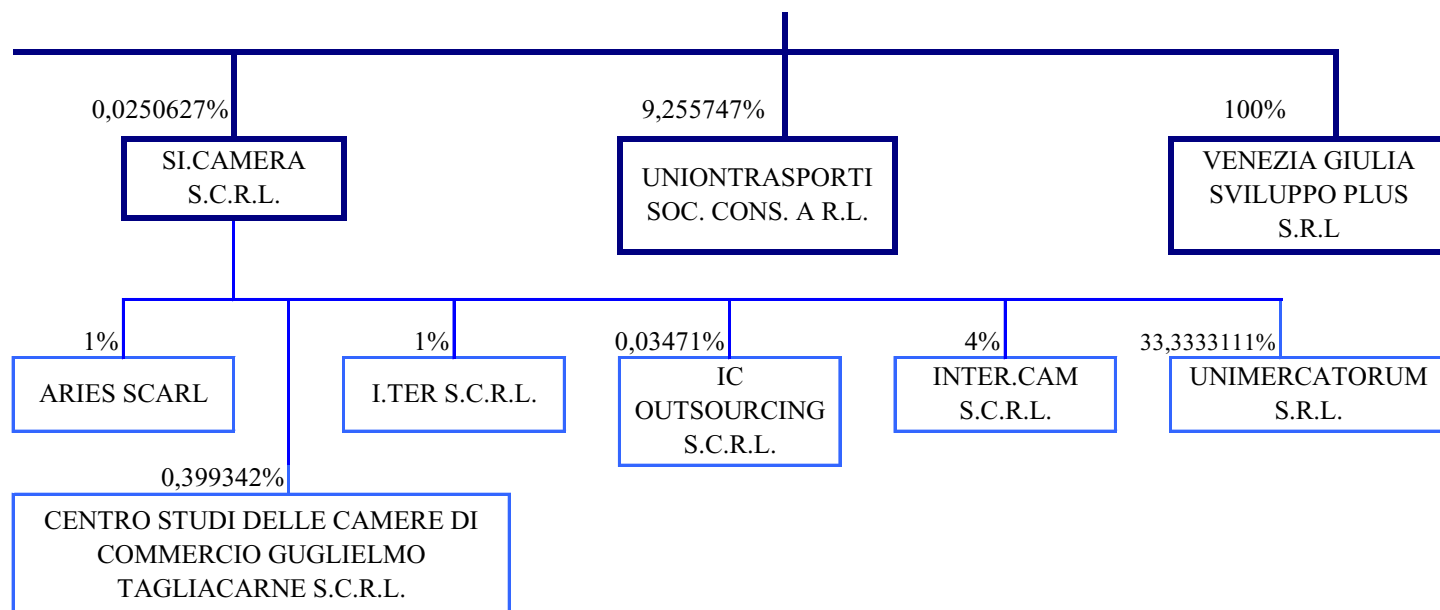 0,0250627%
9,255747%
100%
SI.CAMERA
S.C.R.L.
UNIONTRASPORTI
SOC. CONS. A R.L.
VENEZIA GIULIA
SVILUPPO PLUS
S.R.L
1%
1%
0,03471%
4%
33,3333111%
ARIES SCARL
I.TER S.C.R.L.
IC
OUTSOURCING
S.C.R.L.
INTER.CAM
S.C.R.L.
UNIMERCATORUM
S.R.L.
0,399342%
CENTRO STUDI DELLE CAMERE DI
COMMERCIO GUGLIELMO
TAGLIACARNE S.C.R.L.